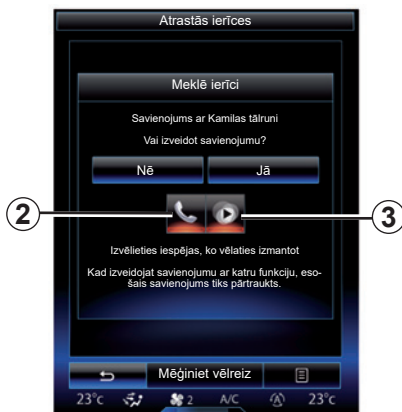 Atrastās ierīces
Meklē ierīci
Savienojums ar Kamilas tālruni
Vai izveidot savienojumu?
Nē Jā
2 3
Izvēlieties iespējas, ko vēlaties izmantot
Kad izveidojat savienojumu ar katru funkciju, eso-
šais savienojums tiks pārtraukts.
Mēģiniet vēlreiz
23°c 2 A/C A 23°c